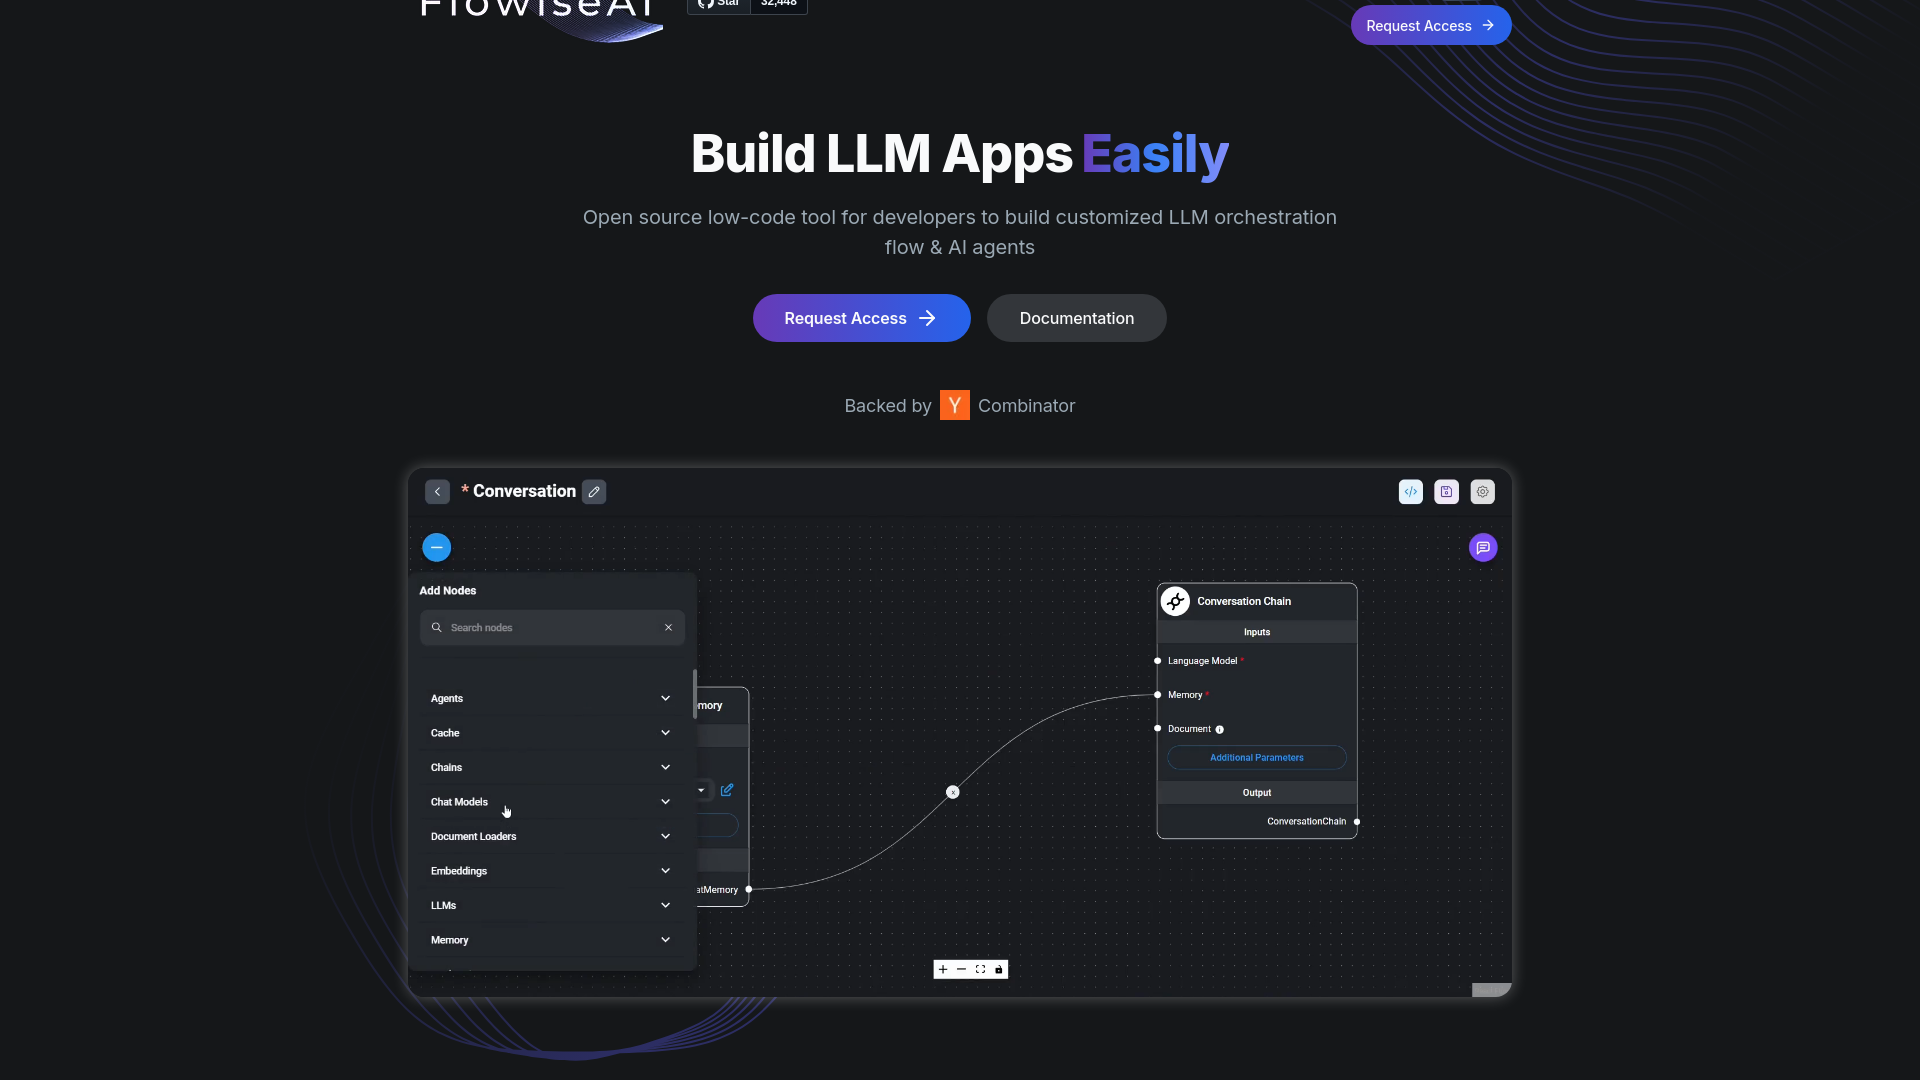 FlowiseAI
Star 32,448
Request Access
Build LLM Apps Easily
Open source low-code tool for developers to build customized LLM orchestration
flow & AI agents
Request Access
Documentation
Backed by Y Combinator
* Conversation
Add Nodes
Search nodes
Agents
Cache
Chains
Chat Models
Document Loaders
Embeddings
LLMs
Memory
emory
atMemory
Conversation Chain
Inputs
Language Model *
Memory *
Document
Additional Parameters
Output
ConversationChain